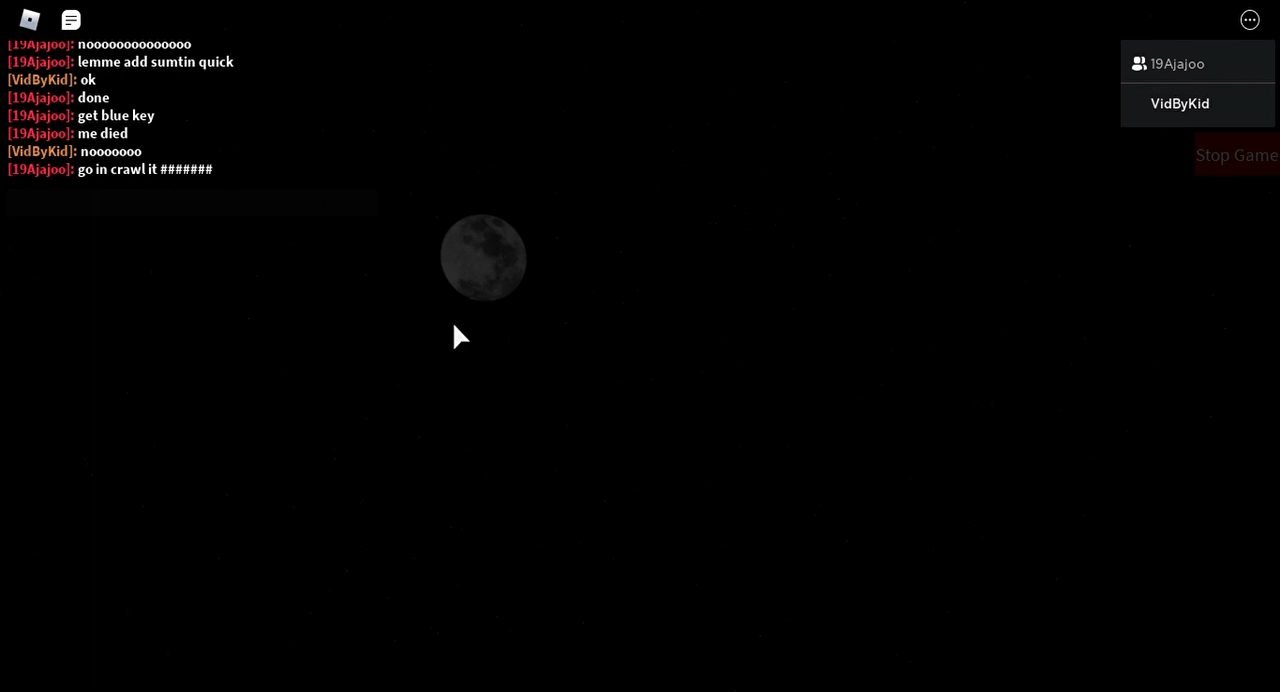 [19Ajajoo]: noooooooooooooo
[19Ajajoo]: lemme add sumtin quick
[VidByKid]: ok
[19Ajajoo]: done
[19Ajajoo]: get blue key
[19Ajajoo]: me died
[VidByKid]: nooooooo
[19Ajajoo]: go in crawl it #######
19Ajajoo
VidByKid
Stop Game